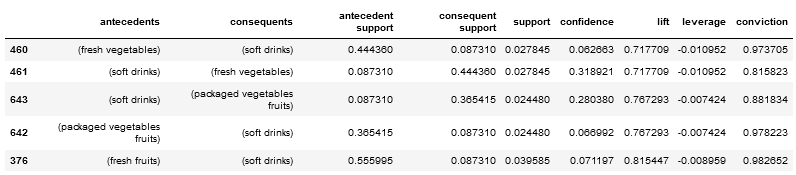 antecedents consequents antecedent support consequent support support confidence lift leverage conviction
460 (fresh vegetables) (soft drinks) 0.444360 0.087310 0.027845 0.062663 0.717709 -0.010952 0.973705
461 (soft drinks) (fresh vegetables) 0.087310 0.444360 0.027845 0.318921 0.717709 -0.010952 0.815823
643 (soft drinks) (packaged vegetables fruits) 0.087310 0.365415 0.024480 0.280380 0.767293 -0.007424 0.881834
642 (packaged vegetables fruits) (soft drinks) 0.365415 0.087310 0.024480 0.066992 0.767293 -0.007424 0.978223
376 (fresh fruits) (soft drinks) 0.555995 0.087310 0.039585 0.071197 0.815447 -0.008959 0.982652